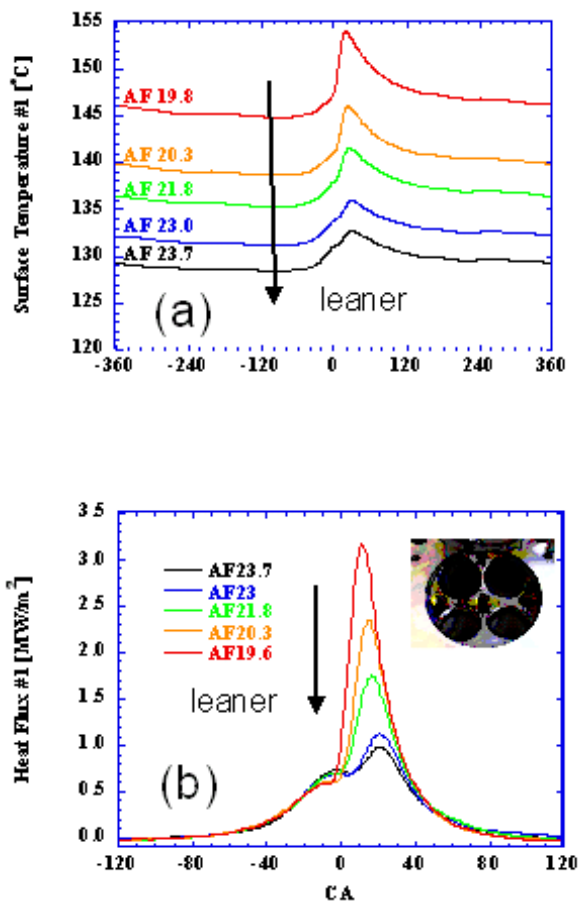 155
150
145
140
135
130
125
120
Surface Temperature #1 [°C]
AF 19.8
AF 20.3
AF 21.8
AF 23.0
AF 23.7
(a)
leaner
-360
-240
-120
0
120
240
360
3.5
3.0
2.5
2.0
1.5
1.0
0.5
0.0
Heat Flux #1 [MW/m²]
AF23.7
AF23
AF21.8
AF20.3
AF19.6
leaner
(b)
-120
-80
-40
0
40
80
120
CA